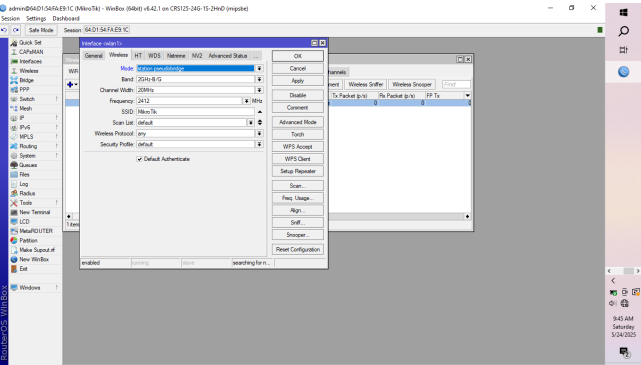 admin@64:D1:54:FA:E9:1C (MikroTik) - WinBox (64bit) v6.42.1 on CRS125-24G-1S-2HnD (mipsbe)
Session Settings Dashboard
Safe Mode Session: 64:D1:54:FA:E9:1C
Quick Set
CAPsMAN
Interfaces
Wireless
Bridge
PPP
Switch
Mesh
IP
IPv6
MPLS
Routing
System
Queues
Files
Log
Radius
Tools
New Terminal
LCD
MetaROUTER
Partition
Make Supout.rif
New WinBox
Exit
Windows
RouterOS WinBox
Interface <wlan1>
General Wireless HT WDS Nstreme NV2 Advanced Status ...
Mode: station pseudobridge
Band: 2GHz-B/G
Channel Width: 20MHz
Frequency: 2412 MHz
SSID: MikroTik
Scan List: default
Wireless Protocol: any
Security Profile: default
Default Authenticate
OK
Cancel
Apply
Disable
Comment
Advanced Mode
Torch
WPS Accept
WPS Client
Setup Repeater
Scan...
Freq. Usage...
Align...
Sniff...
Snooper...
Reset Configuration
enabled running slave searching for n...
Wireless Sniffer Wireless Snooper Find
Tx Packet (p/s) Rx Packet (p/s) FP Tx
0 0
9:45 AM
Saturday
5/24/2025